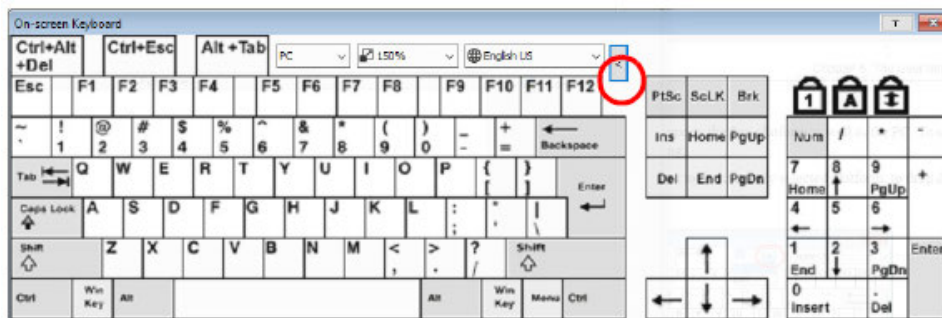 On-screen Keyboard T X
Ctrl+Alt Ctrl+Esc Alt +Tab PC 150% English US <
+Del
Esc F1 F2 F3 F4 F5 F6 F7 F8 F9 F10 F11 F12 PtSc ScLK Brk 1 A
~ ! @ # $ % ^ & * ( ) _ + Backspace Ins Home PgUp Num / * -
` 1 2 3 4 5 6 7 8 9 0 - =
Tab Q W E R T Y U I O P { } Enter Del End PgDn 7 8 9 +
[ ] Home PgUp
Caps Lock A S D F G H J K L : " | 4 5 6
; ' \
Shift Z X C V B N M < > ? Shift 1 2 3 Enter
, . / End PgDn
Ctrl Win Key Alt Alt Win Key Menu Ctrl 0 .
Insert Del